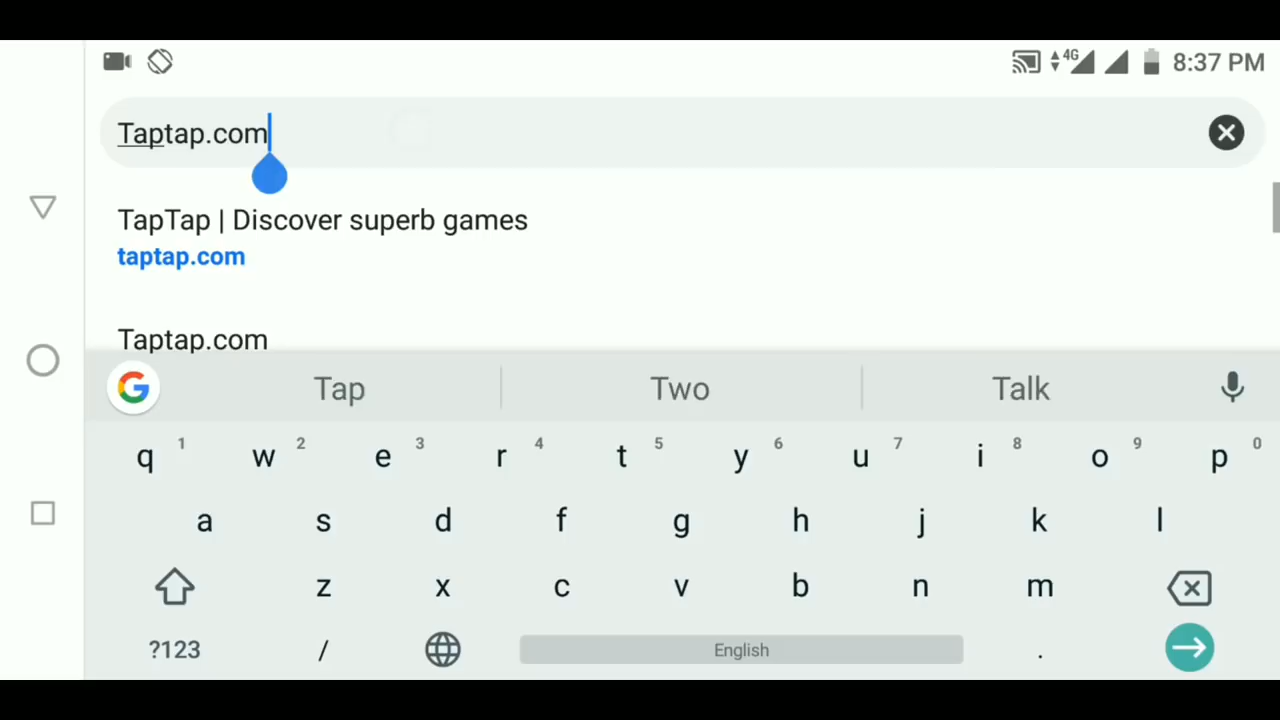 4G 8:37 PM
Taptap.com
TapTap | Discover superb games
taptap.com
Taptap.com
G Tap Two Talk
q 1 w 2 e 3 r 4 t 5 y 6 u 7 i 8 o 9 p 0
a s d f g h j k l
z x c v b n m
?123 / English .